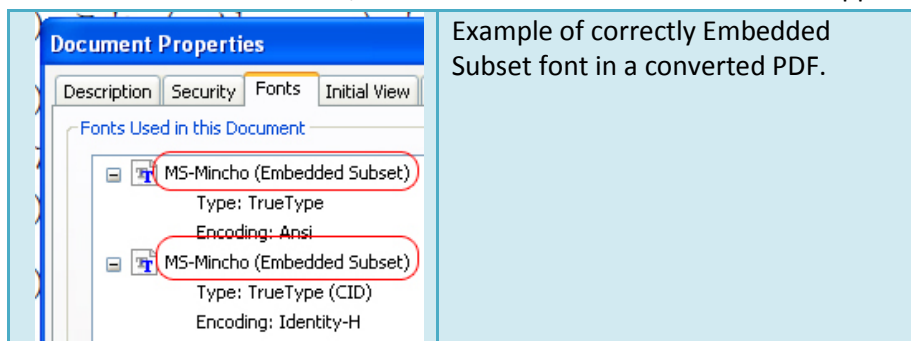 Document Properties
Description Security Fonts Initial View
Fonts Used in this Document
MS-Mincho (Embedded Subset)
Type: TrueType
Encoding: Ansi
MS-Mincho (Embedded Subset)
Type: TrueType (CID)
Encoding: Identity-H
Example of correctly Embedded
Subset font in a converted PDF.